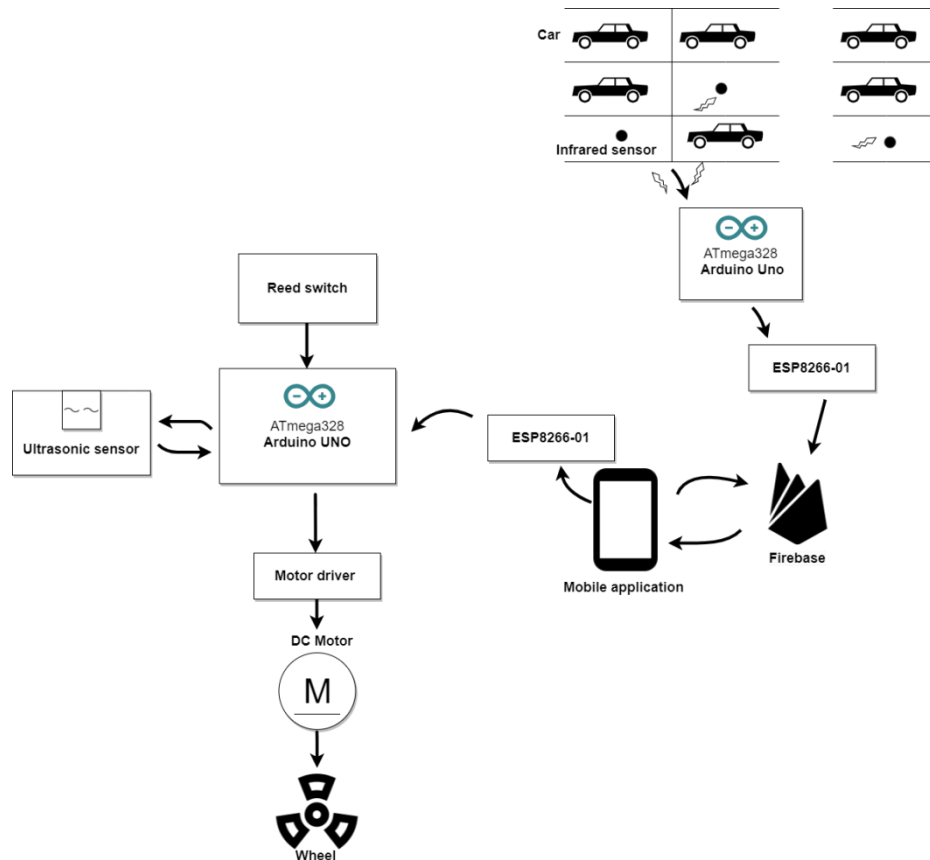 Car
Infrared sensor
ATmega328
Arduino Uno
Reed switch
ESP8266-01
ATmega328
Arduino UNO
Ultrasonic sensor
ESP8266-01
Firebase
Motor driver
Mobile application
DC Motor
M
Wheel